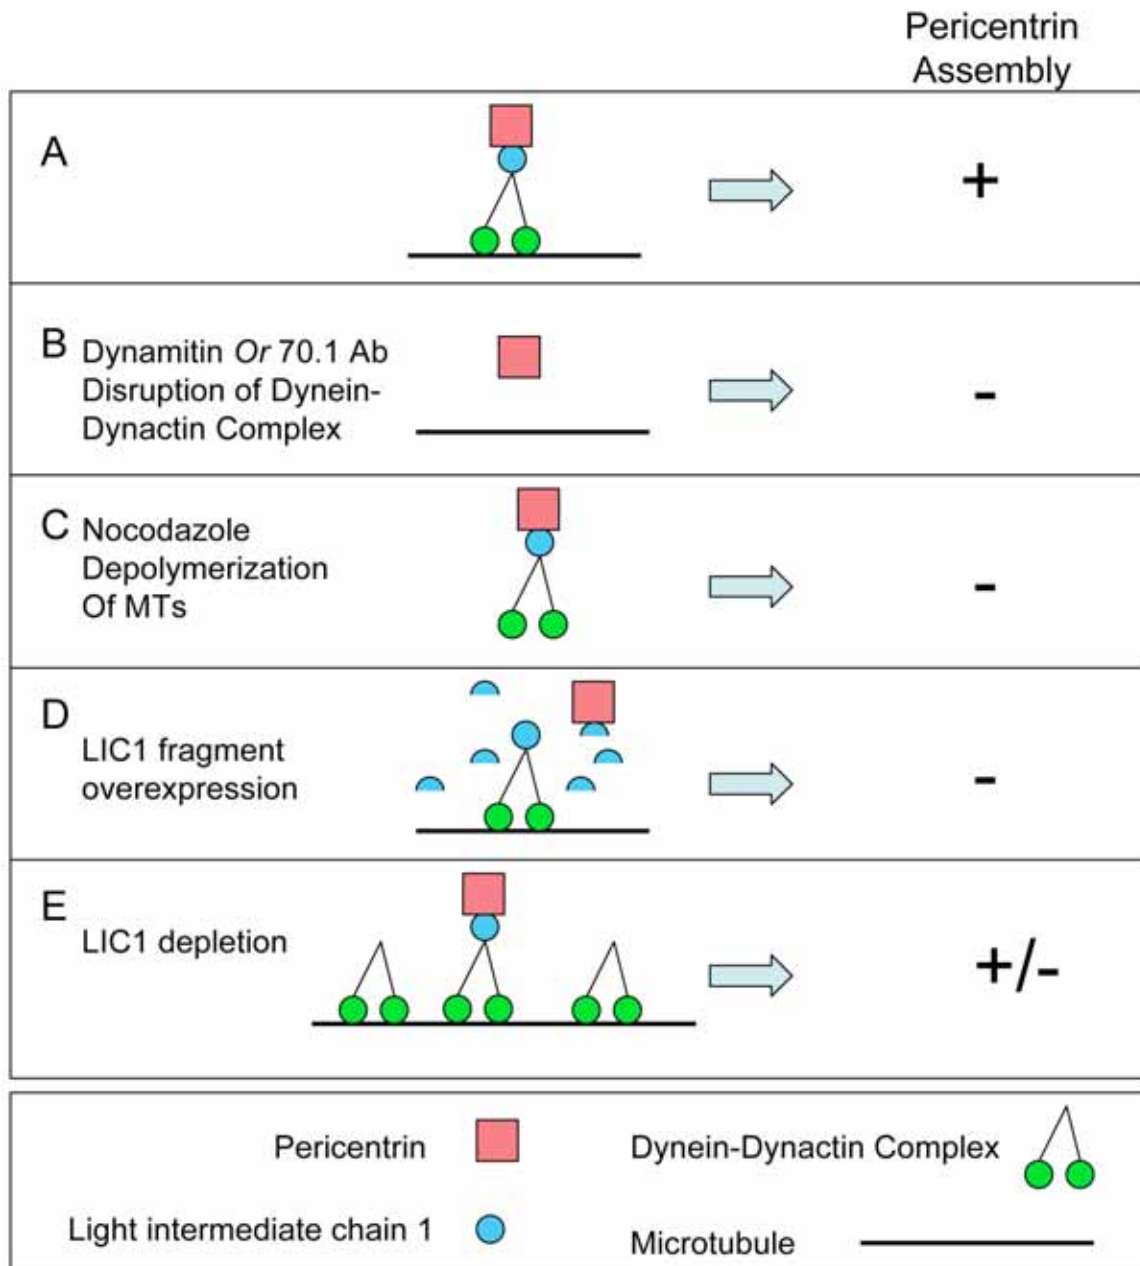 Pericentrin
Assembly
A
+
B
Dynamitin Or 70.1 Ab
Disruption of Dynein-
Dynactin Complex
-
C
Nocodazole
Depolymerization
Of MTs
-
D
LIC1 fragment
overexpression
-
E
LIC1 depletion
+/-
Pericentrin
Dynein-Dynactin Complex
Light intermediate chain 1
Microtubule